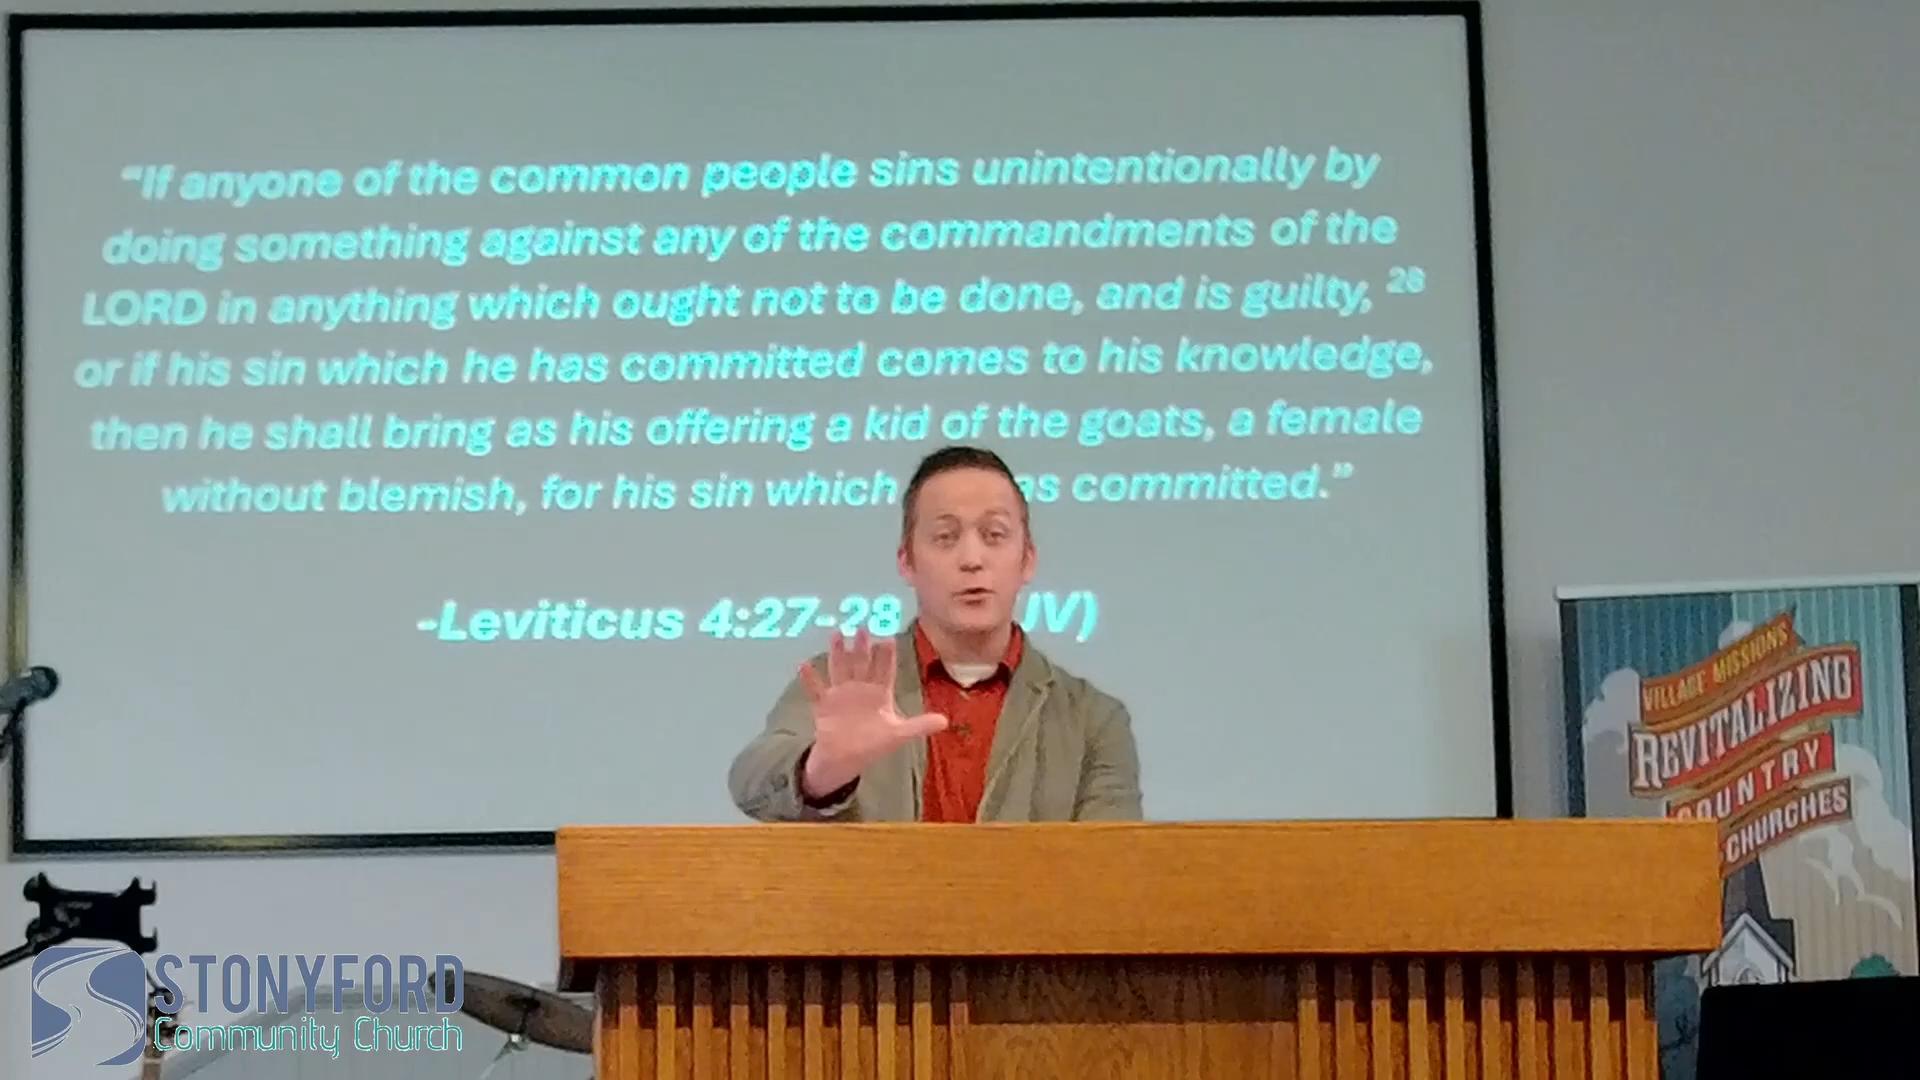 “If anyone of the common people sins unintentionally by
doing something against any of the commandments of the
LORD in anything which ought not to be done, and is guilty, 28
or if his sin which he has committed comes to his knowledge,
then he shall bring as his offering a kid of the goats, a female
without blemish, for his sin which as committed.”
-Leviticus 4:27-28 JV)
VILLAGE MISSIONS
REVITALIZING
COUNTRY
CHURCHES
STONYFORD
Community Church